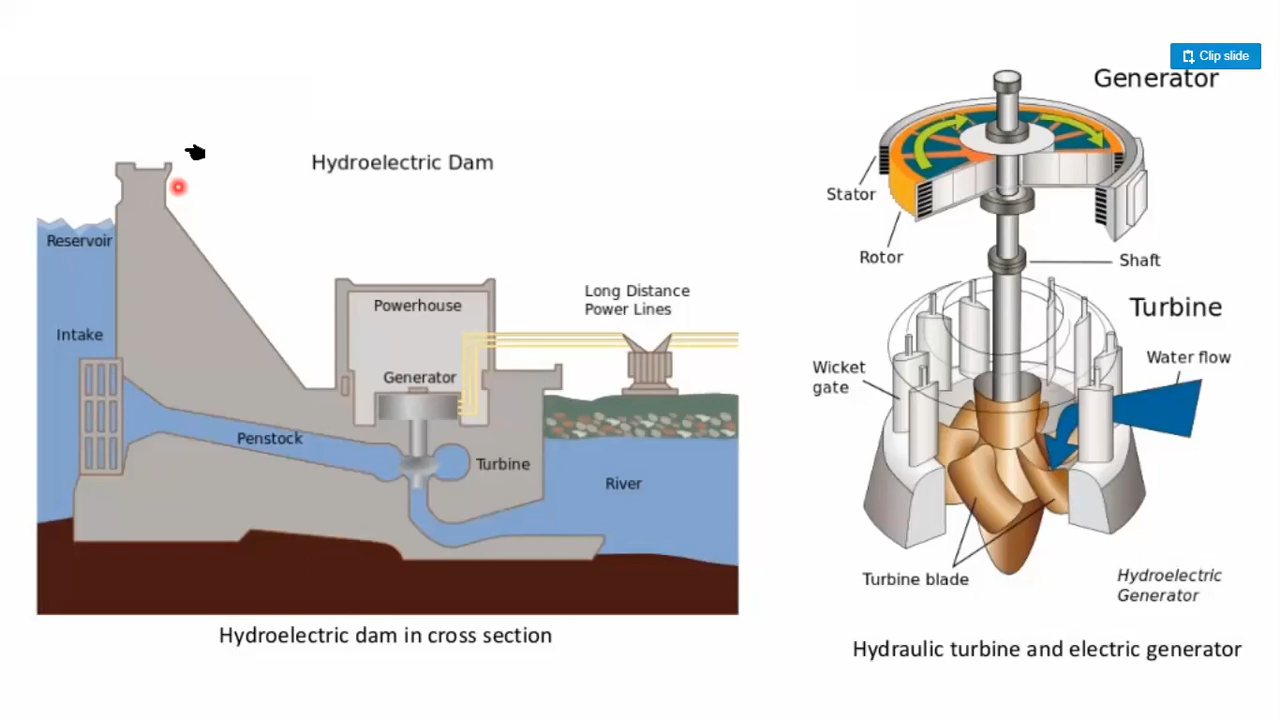 Clip slide
Hydroelectric Dam
Reservoir
Intake
Powerhouse
Long Distance
Power Lines
Generator
Penstock
Turbine
River
Hydroelectric dam in cross section
Generator
Stator
Rotor
Shaft
Turbine
Water flow
Wicket
gate
Turbine blade
Hydroelectric
Generator
Hydraulic turbine and electric generator